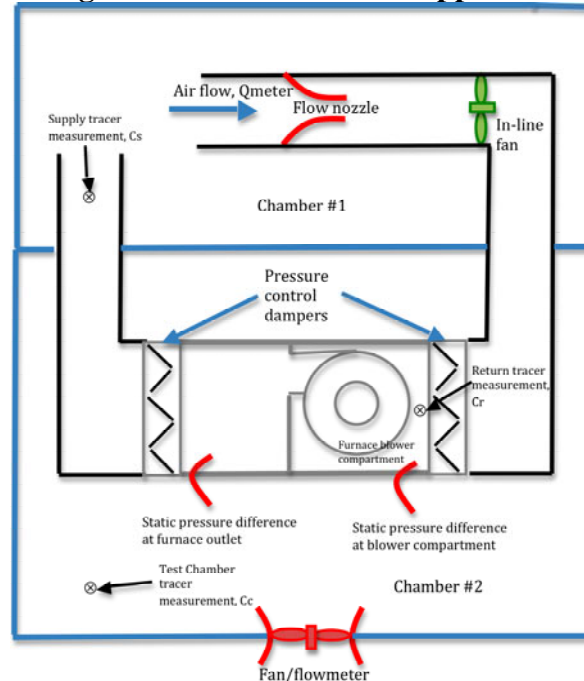 Air flow, Qmeter
Flow nozzle
Supply tracer
measurement, Cs
In-line
fan
Chamber #1
Pressure
control
dampers
Return tracer
measurement,
Cr
Furnace blower
compartment
Static pressure difference
at furnace outlet
Static pressure difference
at blower compartment
Test Chamber
tracer
measurement, Cc
Chamber #2
Fan/flowmeter